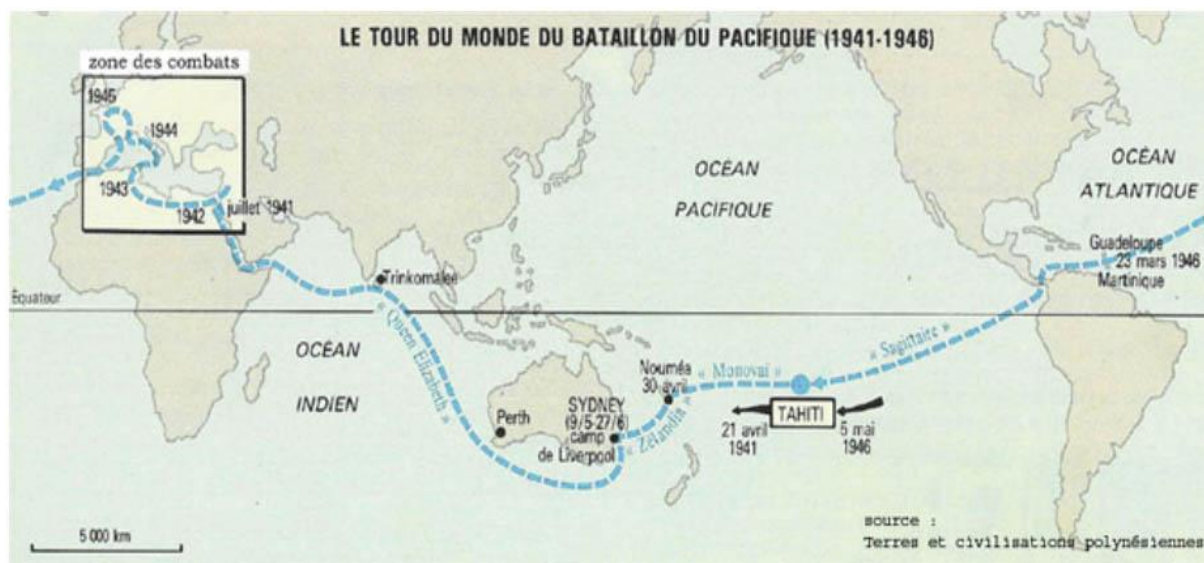 LE TOUR DU MONDE DU BATAILLON DU PACIFIQUE (1941-1946)
zone des combats
1945
1944
1943
1942
juillet 1941
OCÉAN
PACIFIQUE
OCÉAN
ATLANTIQUE
Guadeloupe
23 mars 1946
Martinique
Trinkomalee
Équateur
« Queen Elizabeth »
OCÉAN
INDIEN
Nouméa
30 avril
« Monovai »
« Sagittaire »
Perth
SYDNEY
(9/5-27/6)
camp
de Liverpool
« Zélandia »
TAHITI
21 avril
1941
5 mai
1946
5 000 km
source :
Terres et civilisations polynésiennes